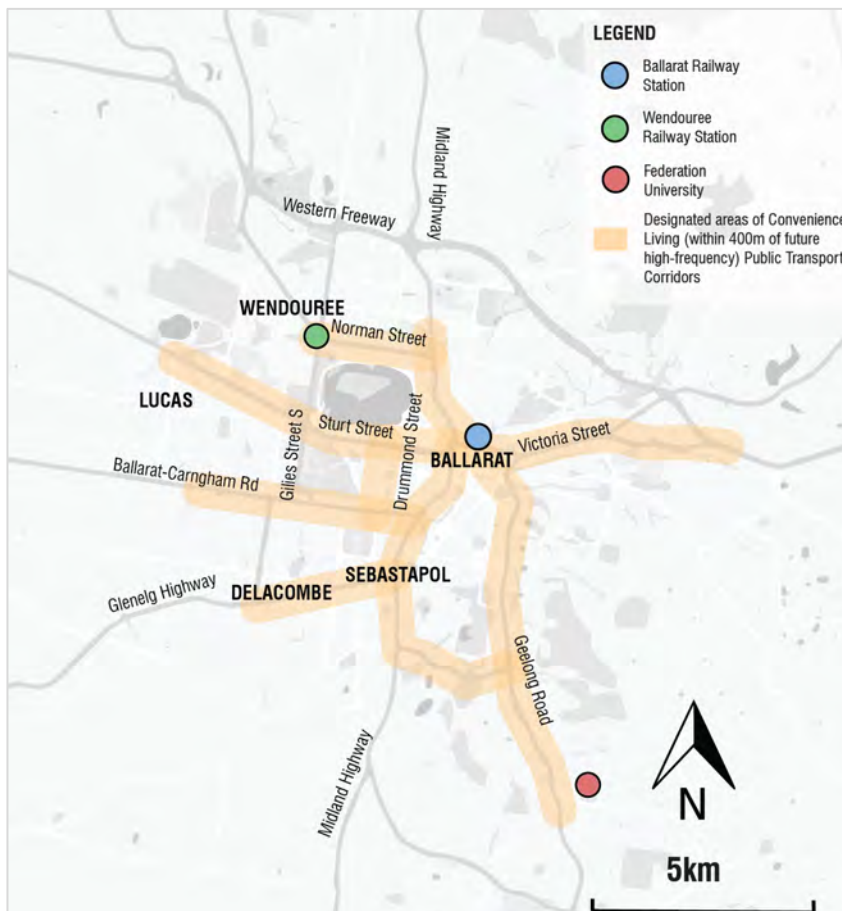 LEGEND
Ballarat Railway
Station
Wendouree
Railway Station
Federation
University
Designated areas of Convenience
Living (within 400m of future
high-frequency) Public Transport
Corridors
Midland Highway
Western Freeway
WENDOUREE
Norman Street
LUCAS
Sturt Street
Drummond Street
Gilies Street S
BALLARAT
Victoria Street
Ballarat-Carngham Rd
SEBASTAPOL
DELACOMBE
Glenelg Highway
Geelong Road
Midland Highway
N
5km